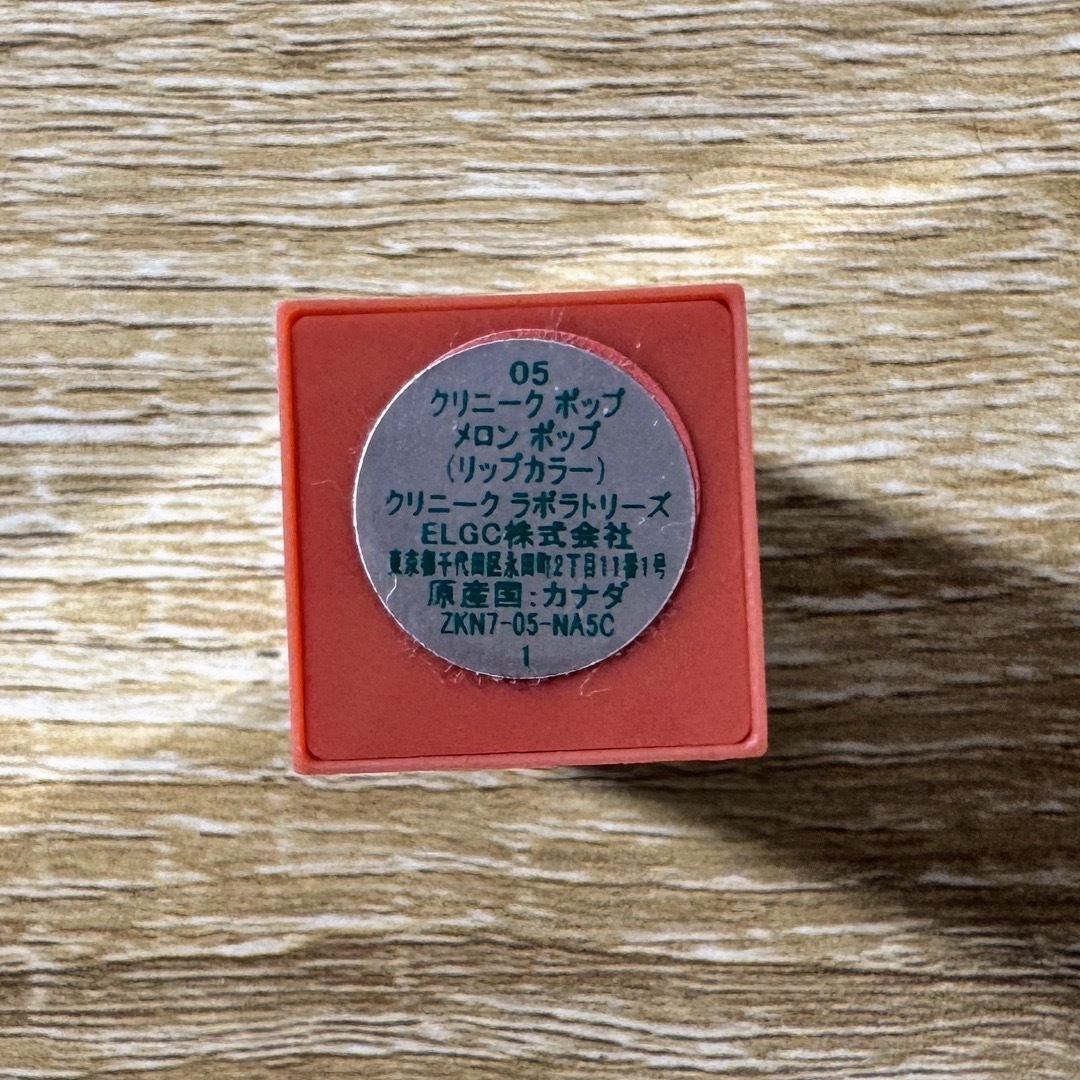 05
クリニーク ポップ
メロン ポップ
(リップカラー)
クリニーク ラボラトリーズ
ELGC株式会社
東京都千代田区永田町2丁目11番1号
原産国:カナダ
ZKN7-05-NA5C
1